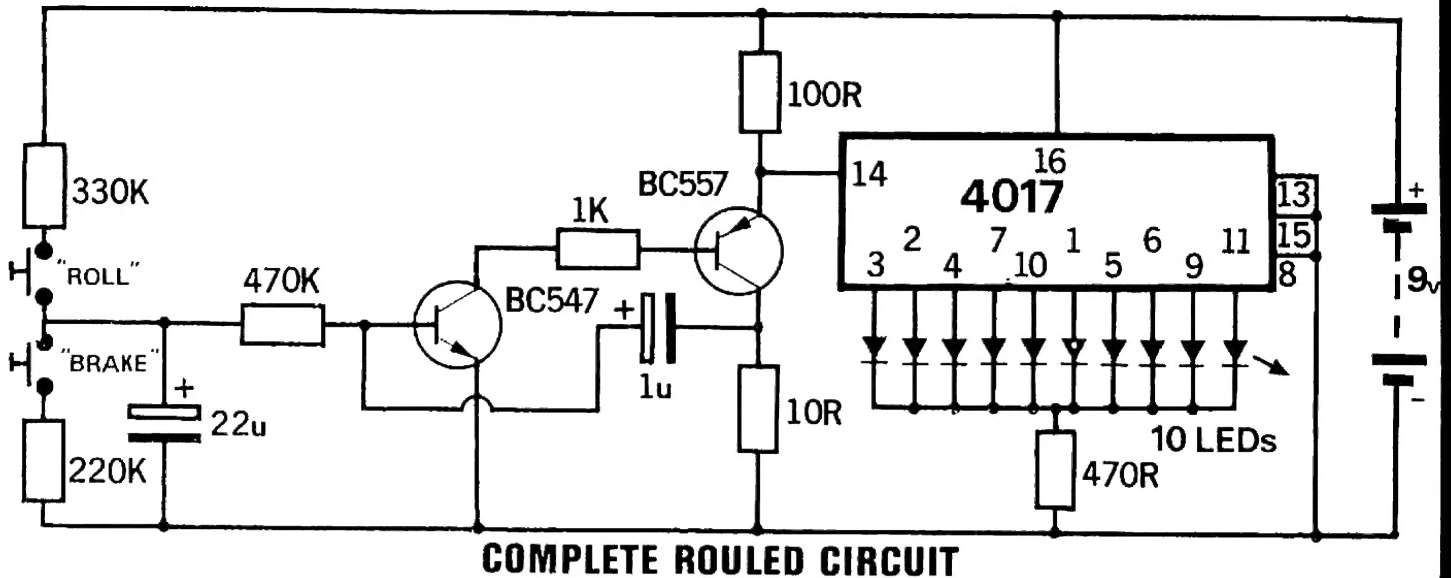 100R
14
16
4017
13
15
8
330K
BC557
1K
"ROLL"
3 2 4 7 10 1 5 6 9 11
470K
BC547
+
1u
"BRAKE"
+
22u
220K
10R
10 LEDs
470R
+
9v
-
COMPLETE ROULED CIRCUIT